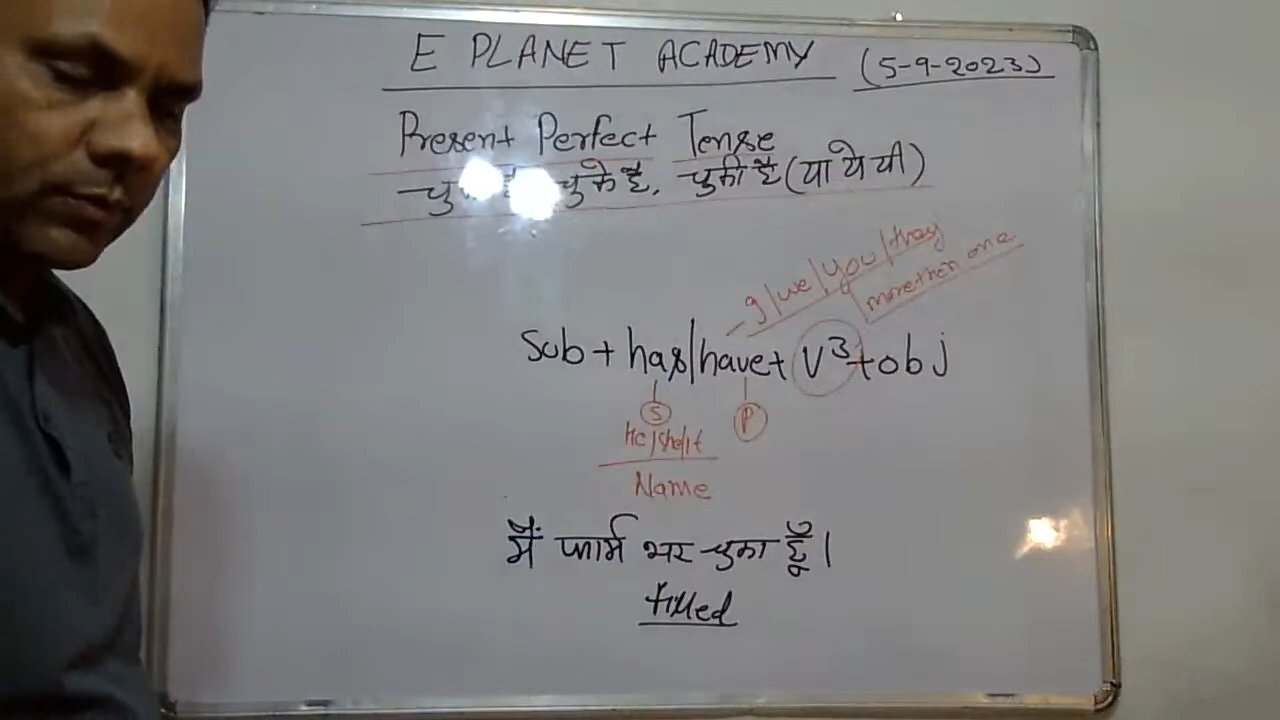 E PLANET ACADEMY (5-9-2023)
Present Perfect Tense
चुके है, चुकी है (या ये यी)
I/we/you/they
more than one
Sub + has/have + V3 + obj
S P
He/she/it
Name
मैं फार्म भर चुका हूँ।
filled